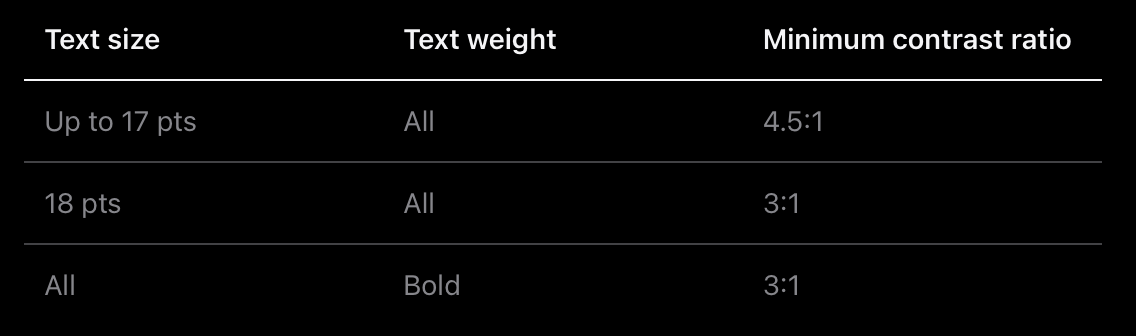 Text size Text weight Minimum contrast ratio
Up to 17 pts All 4.5:1
18 pts All 3:1
All Bold 3:1